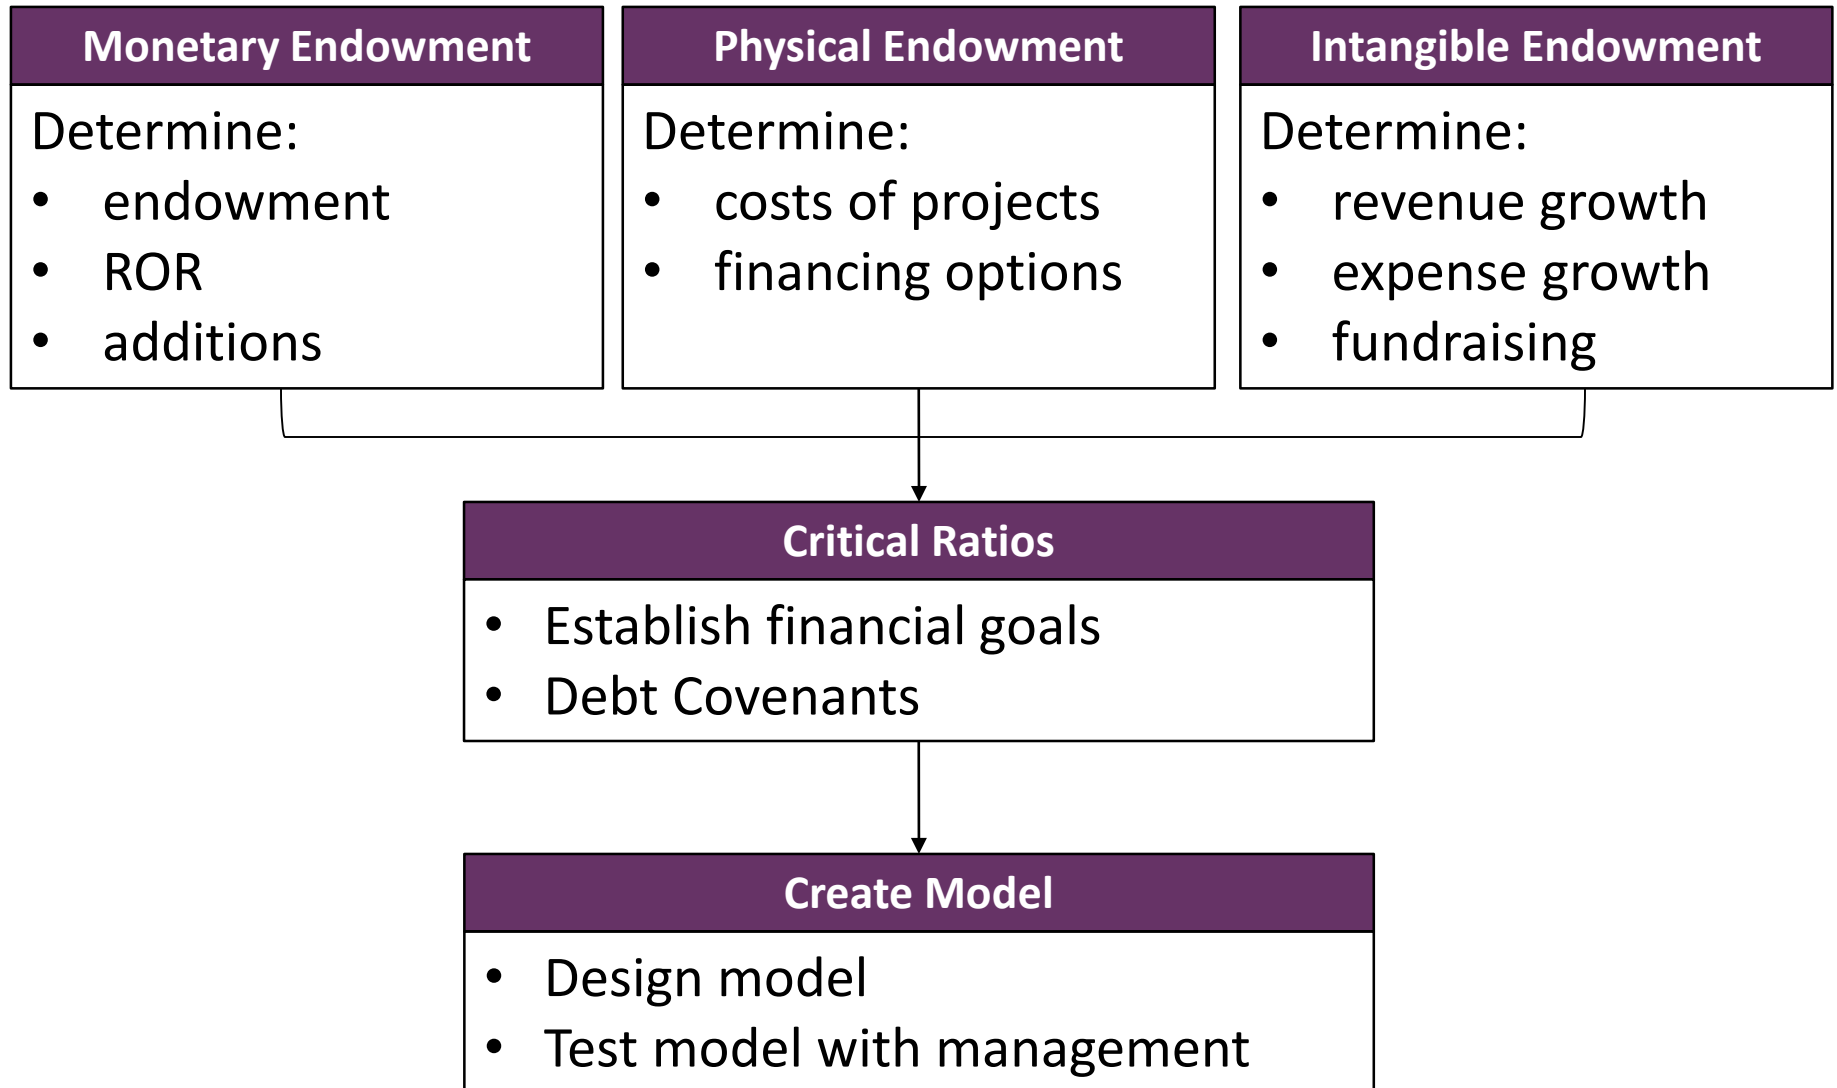 Monetary Endowment
Determine:
• endowment
• ROR
• additions
Physical Endowment
Determine:
• costs of projects
• financing options
Intangible Endowment
Determine:
• revenue growth
• expense growth
• fundraising
Critical Ratios
• Establish financial goals
• Debt Covenants
Create Model
• Design model
• Test model with management